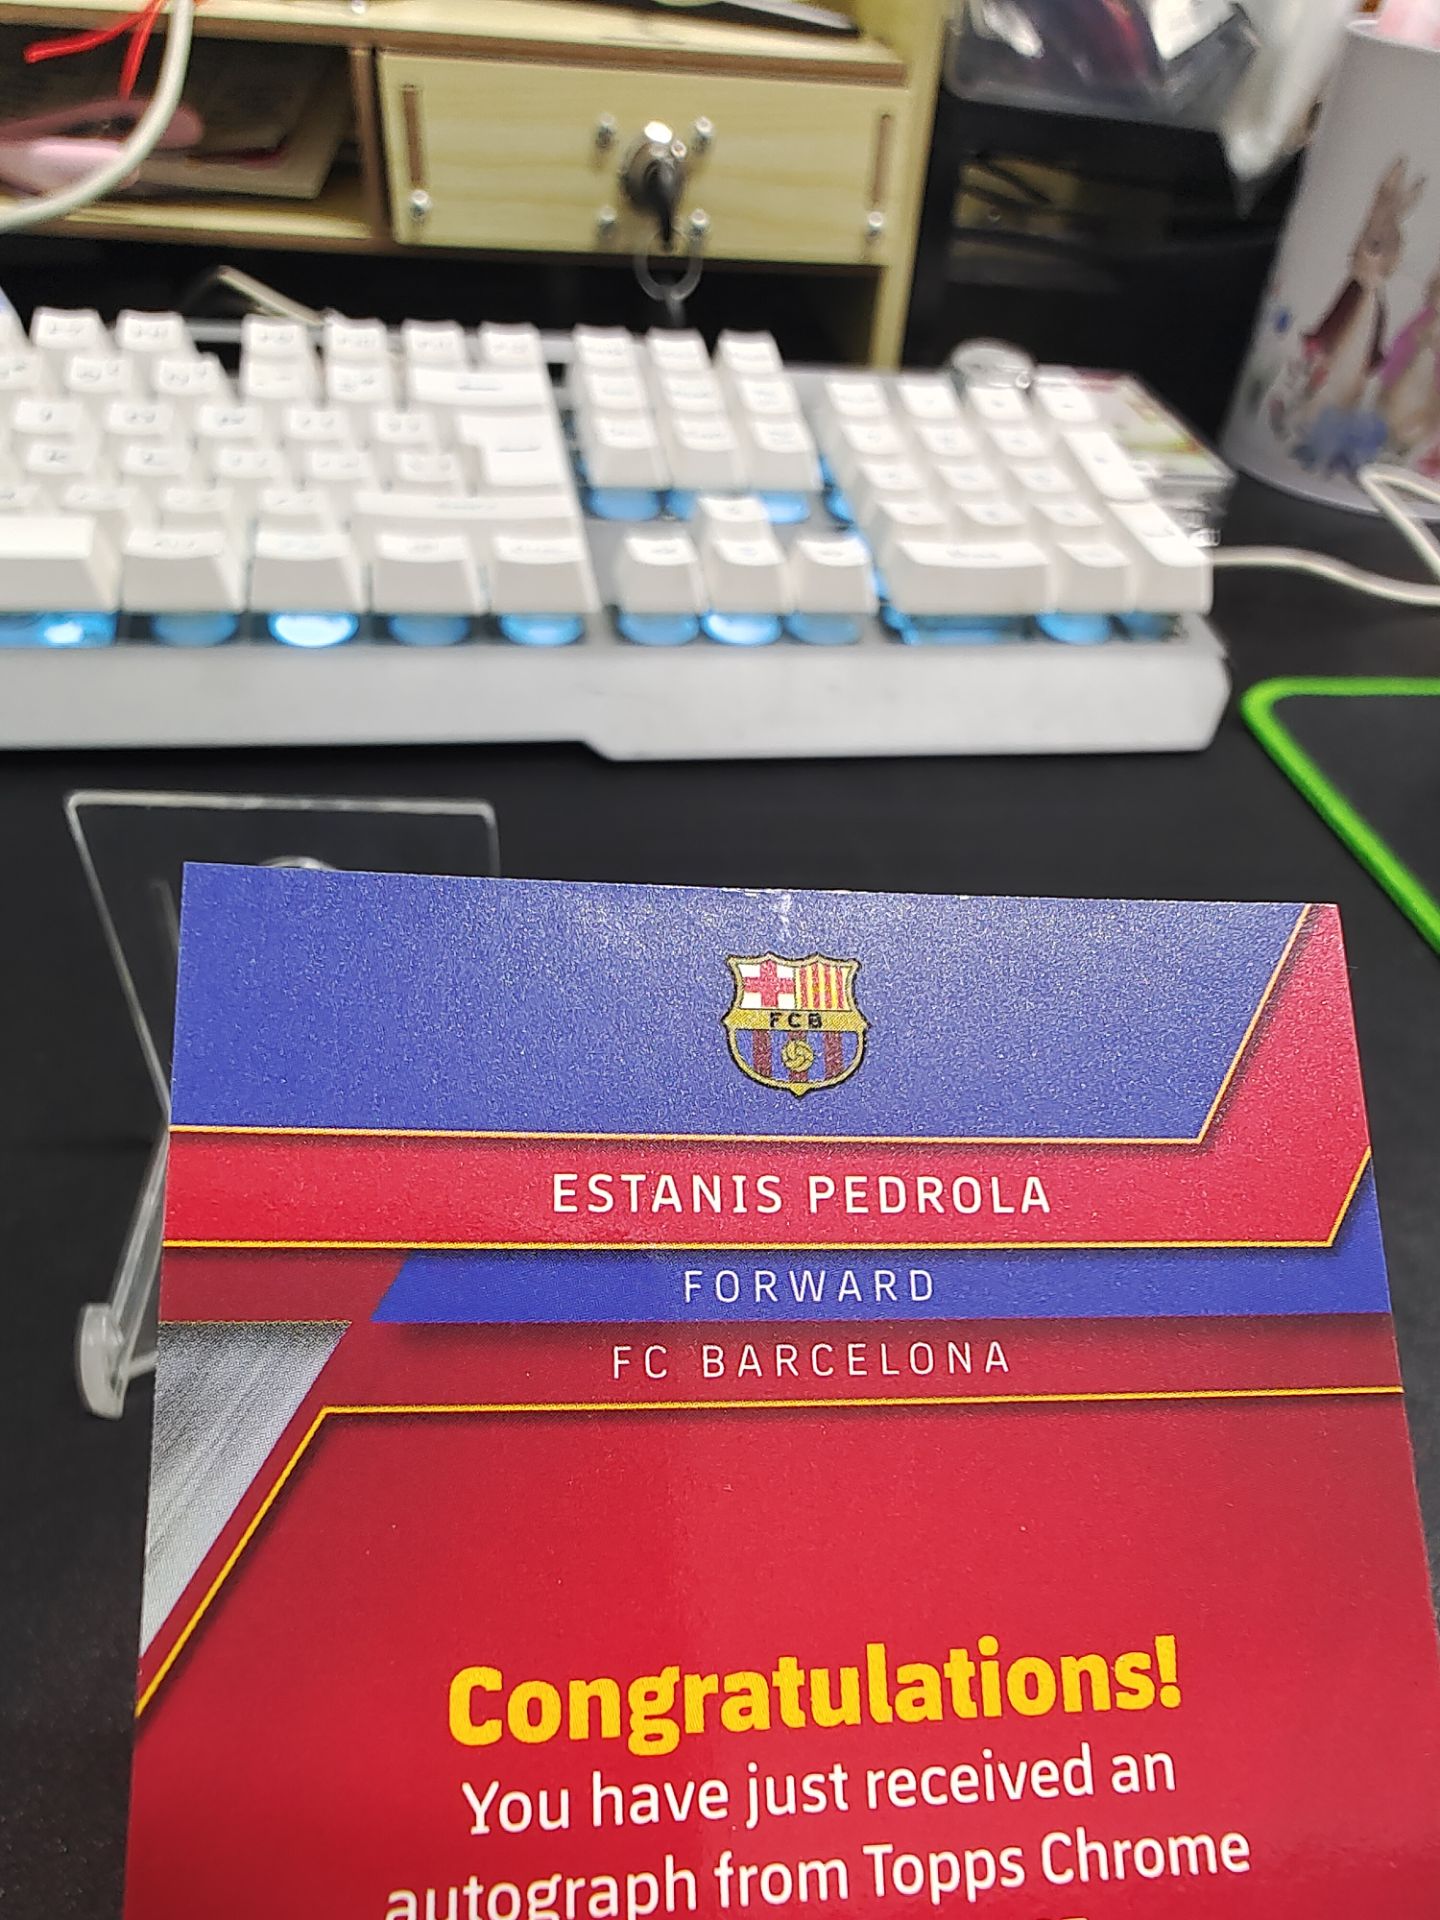 FCB
ESTANIS PEDROLA
FORWARD
FC BARCELONA
Congratulations!
You have just received an
autograph from Topps Chrome